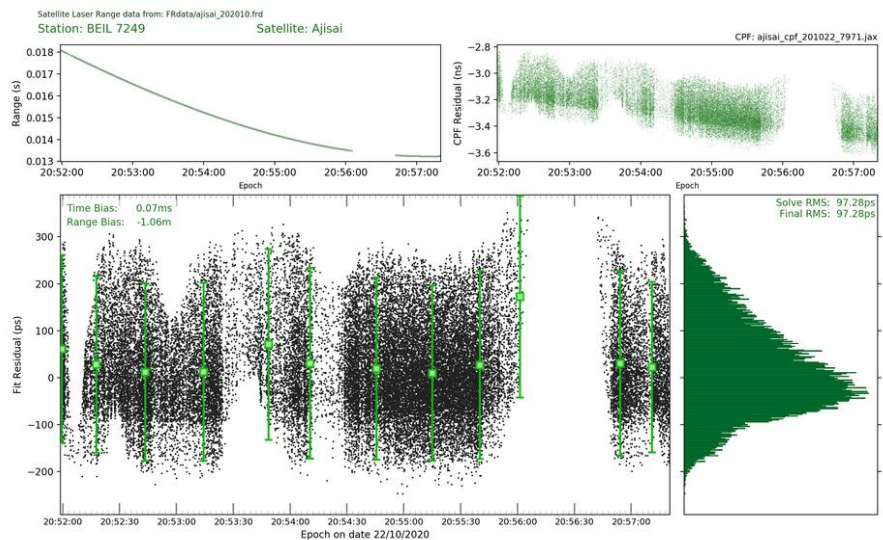 Satellite Laser Range data from: FRdata/ajisai_202010.frd
Station: BEIL 7249 Satellite: Ajisai
CPF: ajisai_cpf_201022_7971.jax
Range (s)
0.018
0.017
0.016
0.015
0.014
0.013
20:52:00 20:53:00 20:54:00 20:55:00 20:56:00 20:57:00
Epoch
CPF Residual (ns)
−2.8
−3.0
−3.2
−3.4
−3.6
20:52:00 20:53:00 20:54:00 20:55:00 20:56:00 20:57:00
Epoch
Time Bias: 0.07ms
Range Bias: -1.06m
Fit Residual (ps)
300
200
100
0
−100
−200
20:52:00 20:52:30 20:53:00 20:53:30 20:54:00 20:54:30 20:55:00 20:55:30 20:56:00 20:56:30 20:57:00
Epoch on date 22/10/2020
Solve RMS: 97.28ps
Final RMS: 97.28ps